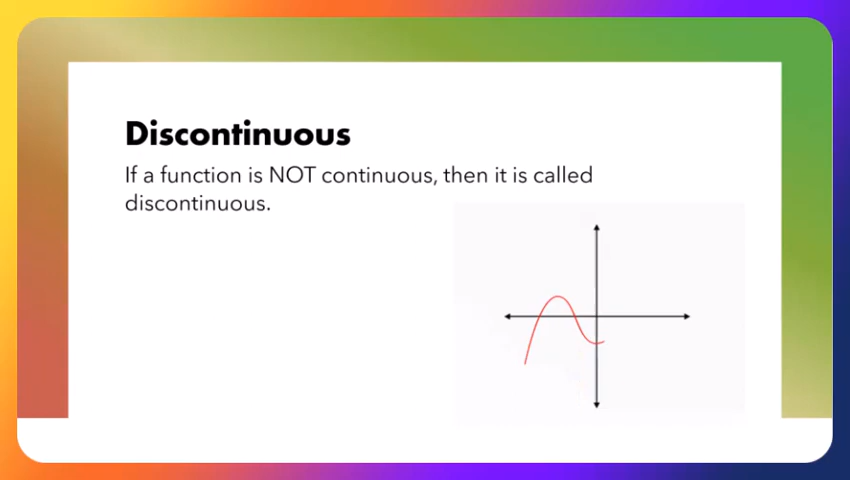 Discontinuous
If a function is NOT continuous, then it is called
discontinuous.